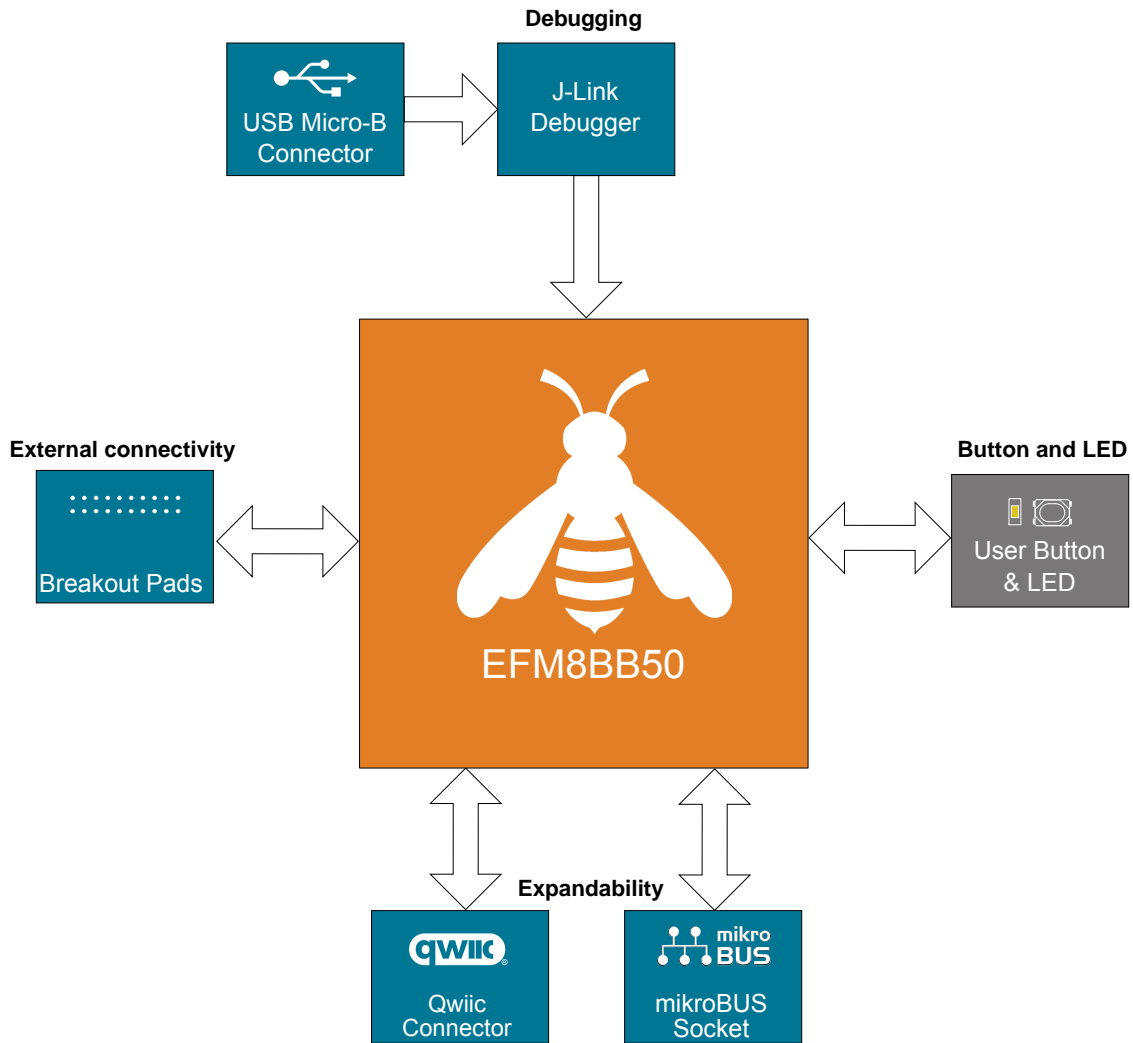 Debugging
USB Micro-B
Connector
J-Link
Debugger
External connectivity
Breakout Pads
EFM8BB50
Button and LED
User Button
& LED
Expandability
qwiic®
Qwiic
Connector
mikro
BUS
mikroBUS
Socket